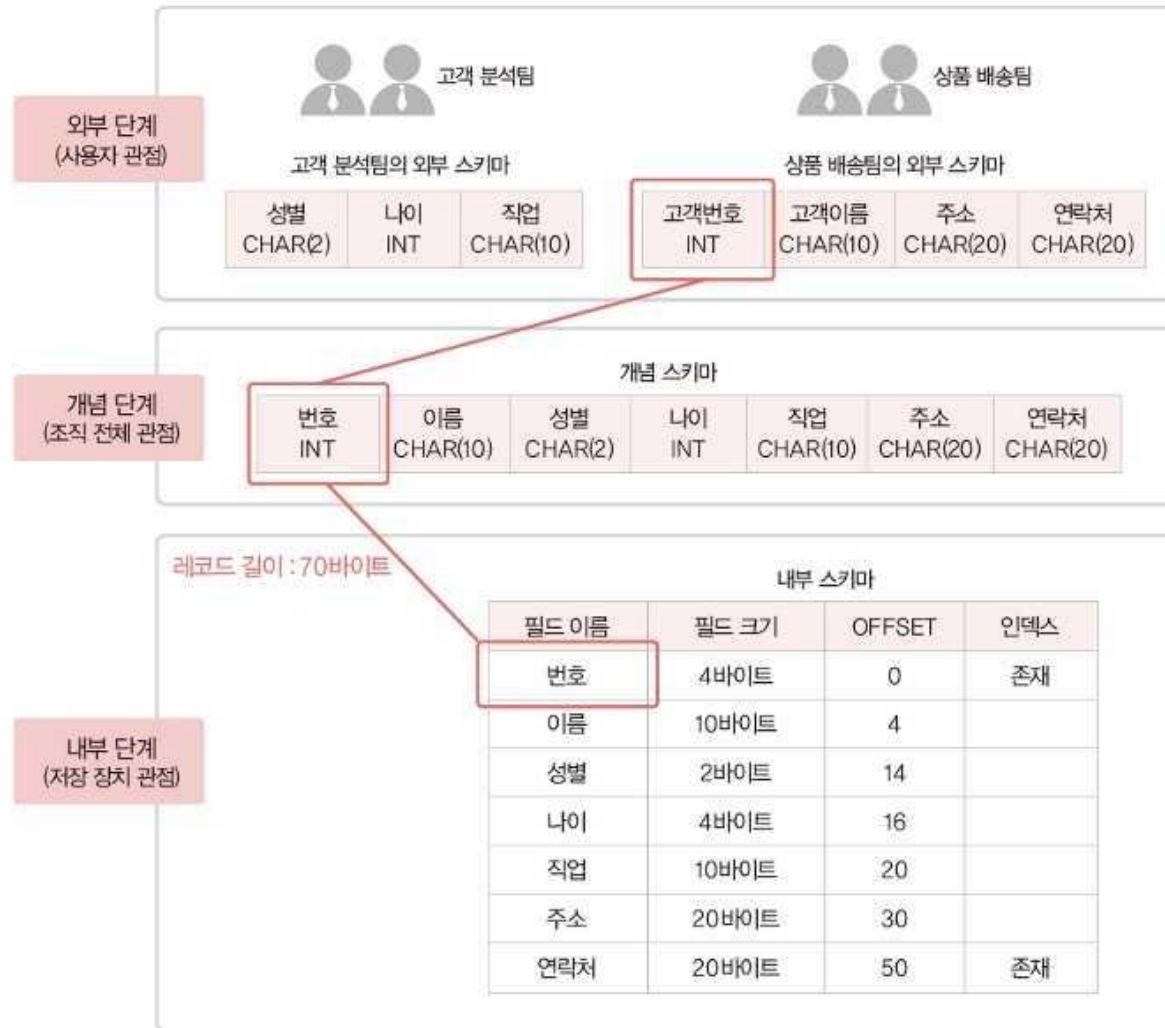 고객 분석팀
상품 배송팀
외부 단계
(사용자 관점)
고객 분석팀의 외부 스키마
상품 배송팀의 외부 스키마
성별 나이 직업
CHAR(2) INT CHAR(10)
고객번호 고객이름 주소 연락처
INT CHAR(10) CHAR(20) CHAR(20)
개념 단계
(조직 전체 관점)
개념 스키마
번호 이름 성별 나이 직업 주소 연락처
INT CHAR(10) CHAR(2) INT CHAR(10) CHAR(20) CHAR(20)
내부 단계
(저장 장치 관점)
레코드 길이 : 70바이트
내부 스키마
필드 이름 필드 크기 OFFSET 인덱스
번호 4바이트 0 존재
이름 10바이트 4
성별 2바이트 14
나이 4바이트 16
직업 10바이트 20
주소 20바이트 30
연락처 20바이트 50 존재